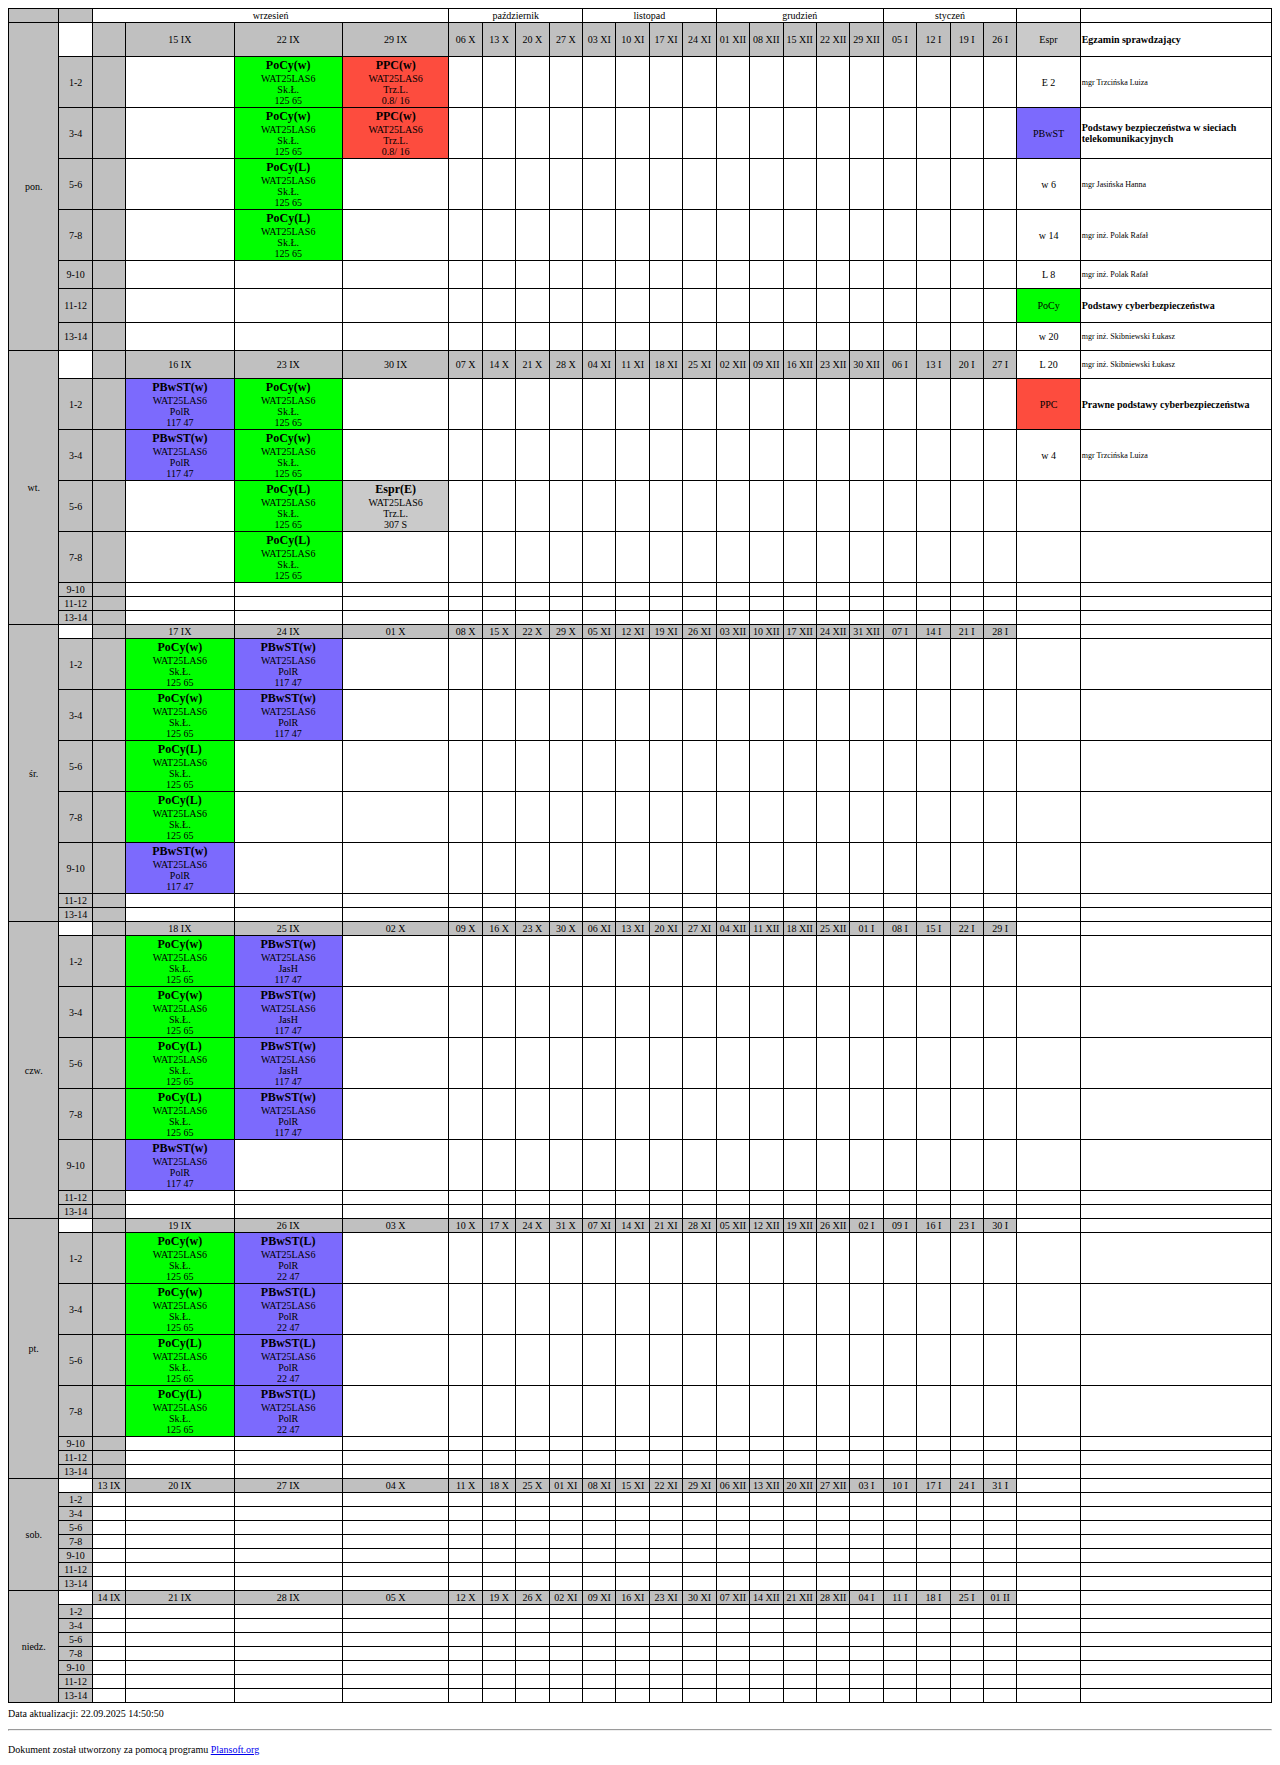 wrzesień październik listopad grudzień styczeń
pon. 15 IX 22 IX 29 IX 06 X 13 X 20 X 27 X 03 XI 10 XI 17 XI 24 XI 01 XII 08 XII 15 XII 22 XII 29 XII 05 I 12 I 19 I 26 I Espr Egzamin sprawdzający
1-2 PoCy(w) PPC(w) E 2 mgr Trzcińska Luiza
WAT25LAS6 WAT25LAS6
Sk.Ł. Trz.L.
125 65 0.8/ 16
3-4 PoCy(w) PPC(w) PBwST Podstawy bezpieczeństwa w sieciach
WAT25LAS6 WAT25LAS6 telekomunikacyjnych
Sk.Ł. Trz.L.
125 65 0.8/ 16
5-6 PoCy(L) w 6 mgr Jasińska Hanna
WAT25LAS6
Sk.Ł.
125 65
7-8 PoCy(L) w 14 mgr inż. Polak Rafał
WAT25LAS6
Sk.Ł.
125 65
9-10 L 8 mgr inż. Polak Rafał
11-12 PoCy Podstawy cyberbezpieczeństwa
13-14 w 20 mgr inż. Skibniewski Łukasz
wt. 16 IX 23 IX 30 IX 07 X 14 X 21 X 28 X 04 XI 11 XI 18 XI 25 XI 02 XII 09 XII 16 XII 23 XII 30 XII 06 I 13 I 20 I 27 I L 20 mgr inż. Skibniewski Łukasz
1-2 PBwST(w) PoCy(w) PPC Prawne podstawy cyberbezpieczeństwa
WAT25LAS6 WAT25LAS6
PolR Sk.Ł.
117 47 125 65
3-4 PBwST(w) PoCy(w) w 4 mgr Trzcińska Luiza
WAT25LAS6 WAT25LAS6
PolR Sk.Ł.
117 47 125 65
5-6 PoCy(L) Espr(E)
WAT25LAS6 WAT25LAS6
Sk.Ł. Trz.L.
125 65 307 S
7-8 PoCy(L)
WAT25LAS6
Sk.Ł.
125 65
9-10
11-12
13-14
śr. 17 IX 24 IX 01 X 08 X 15 X 22 X 29 X 05 XI 12 XI 19 XI 26 XI 03 XII 10 XII 17 XII 24 XII 31 XII 07 I 14 I 21 I 28 I
1-2 PoCy(w) PBwST(w)
WAT25LAS6 WAT25LAS6
Sk.Ł. PolR
125 65 117 47
3-4 PoCy(w) PBwST(w)
WAT25LAS6 WAT25LAS6
Sk.Ł. PolR
125 65 117 47
5-6 PoCy(L)
WAT25LAS6
Sk.Ł.
125 65
7-8 PoCy(L)
WAT25LAS6
Sk.Ł.
125 65
9-10 PBwST(w)
WAT25LAS6
PolR
117 47
11-12
13-14
czw. 18 IX 25 IX 02 X 09 X 16 X 23 X 30 X 06 XI 13 XI 20 XI 27 XI 04 XII 11 XII 18 XII 25 XII 01 I 08 I 15 I 22 I 29 I
1-2 PoCy(w) PBwST(w)
WAT25LAS6 WAT25LAS6
Sk.Ł. JasH
125 65 117 47
3-4 PoCy(w) PBwST(w)
WAT25LAS6 WAT25LAS6
Sk.Ł. JasH
125 65 117 47
5-6 PoCy(L) PBwST(w)
WAT25LAS6 WAT25LAS6
Sk.Ł. JasH
125 65 117 47
7-8 PoCy(L) PBwST(w)
WAT25LAS6 WAT25LAS6
Sk.Ł. PolR
125 65 117 47
9-10 PBwST(w)
WAT25LAS6
PolR
117 47
11-12
13-14
pt. 19 IX 26 IX 03 X 10 X 17 X 24 X 31 X 07 XI 14 XI 21 XI 28 XI 05 XII 12 XII 19 XII 26 XII 02 I 09 I 16 I 23 I 30 I
1-2 PoCy(w) PBwST(L)
WAT25LAS6 WAT25LAS6
Sk.Ł. PolR
125 65 22 47
3-4 PoCy(w) PBwST(L)
WAT25LAS6 WAT25LAS6
Sk.Ł. PolR
125 65 22 47
5-6 PoCy(L) PBwST(L)
WAT25LAS6 WAT25LAS6
Sk.Ł. PolR
125 65 22 47
7-8 PoCy(L) PBwST(L)
WAT25LAS6 WAT25LAS6
Sk.Ł. PolR
125 65 22 47
9-10
11-12
13-14
sob. 13 IX 20 IX 27 IX 04 X 11 X 18 X 25 X 01 XI 08 XI 15 XI 22 XI 29 XI 06 XII 13 XII 20 XII 27 XII 03 I 10 I 17 I 24 I 31 I
1-2
3-4
5-6
7-8
9-10
11-12
13-14
niedz. 14 IX 21 IX 28 IX 05 X 12 X 19 X 26 X 02 XI 09 XI 16 XI 23 XI 30 XI 07 XII 14 XII 21 XII 28 XII 04 I 11 I 18 I 25 I 01 II
1-2
3-4
5-6
7-8
9-10
11-12
13-14
Data aktualizacji: 22.09.2025 14:50:50
Dokument został utworzony za pomocą programu Plansoft.org